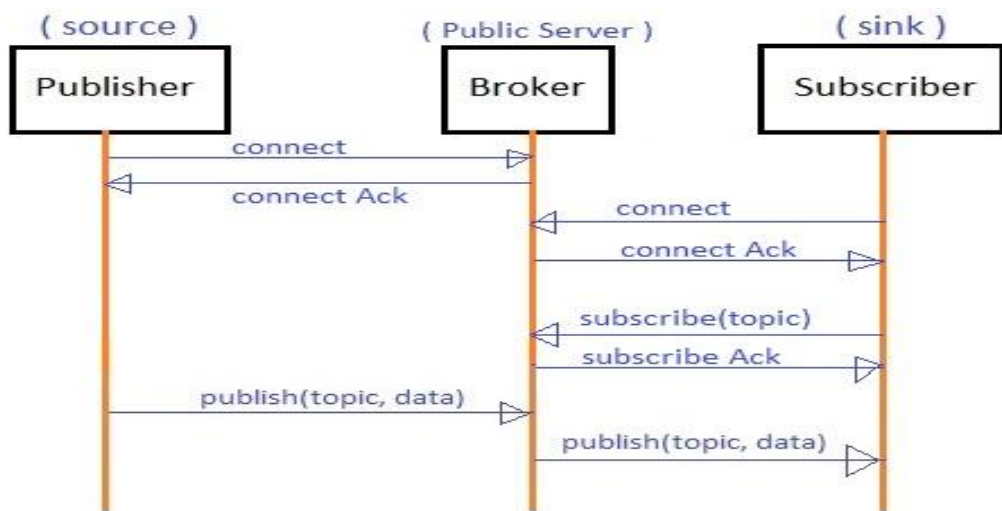 ( source )
( Public Server )
( sink )
Publisher
Broker
Subscriber
connect
connect Ack
connect
connect Ack
subscribe(topic)
subscribe Ack
publish(topic, data)
publish(topic, data)